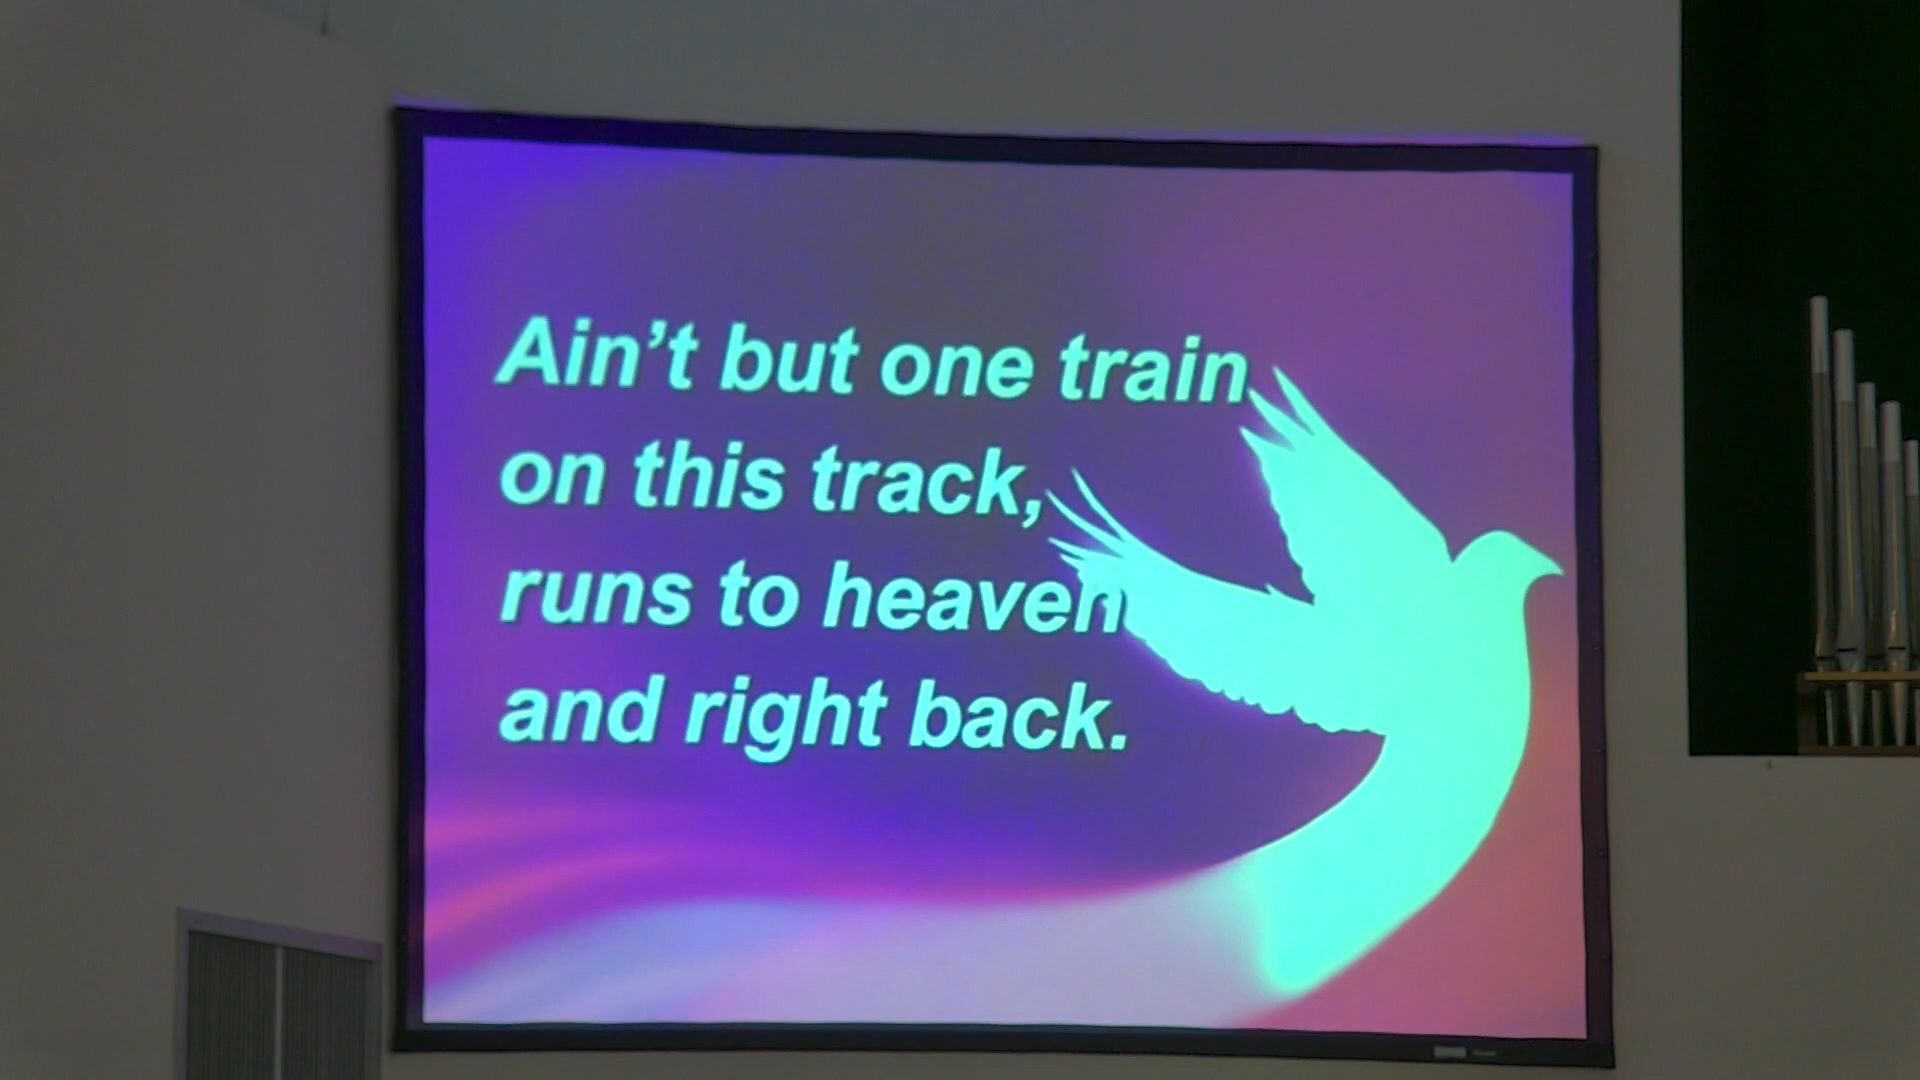 Ain’t but one train
on this track,
runs to heaven
and right back.